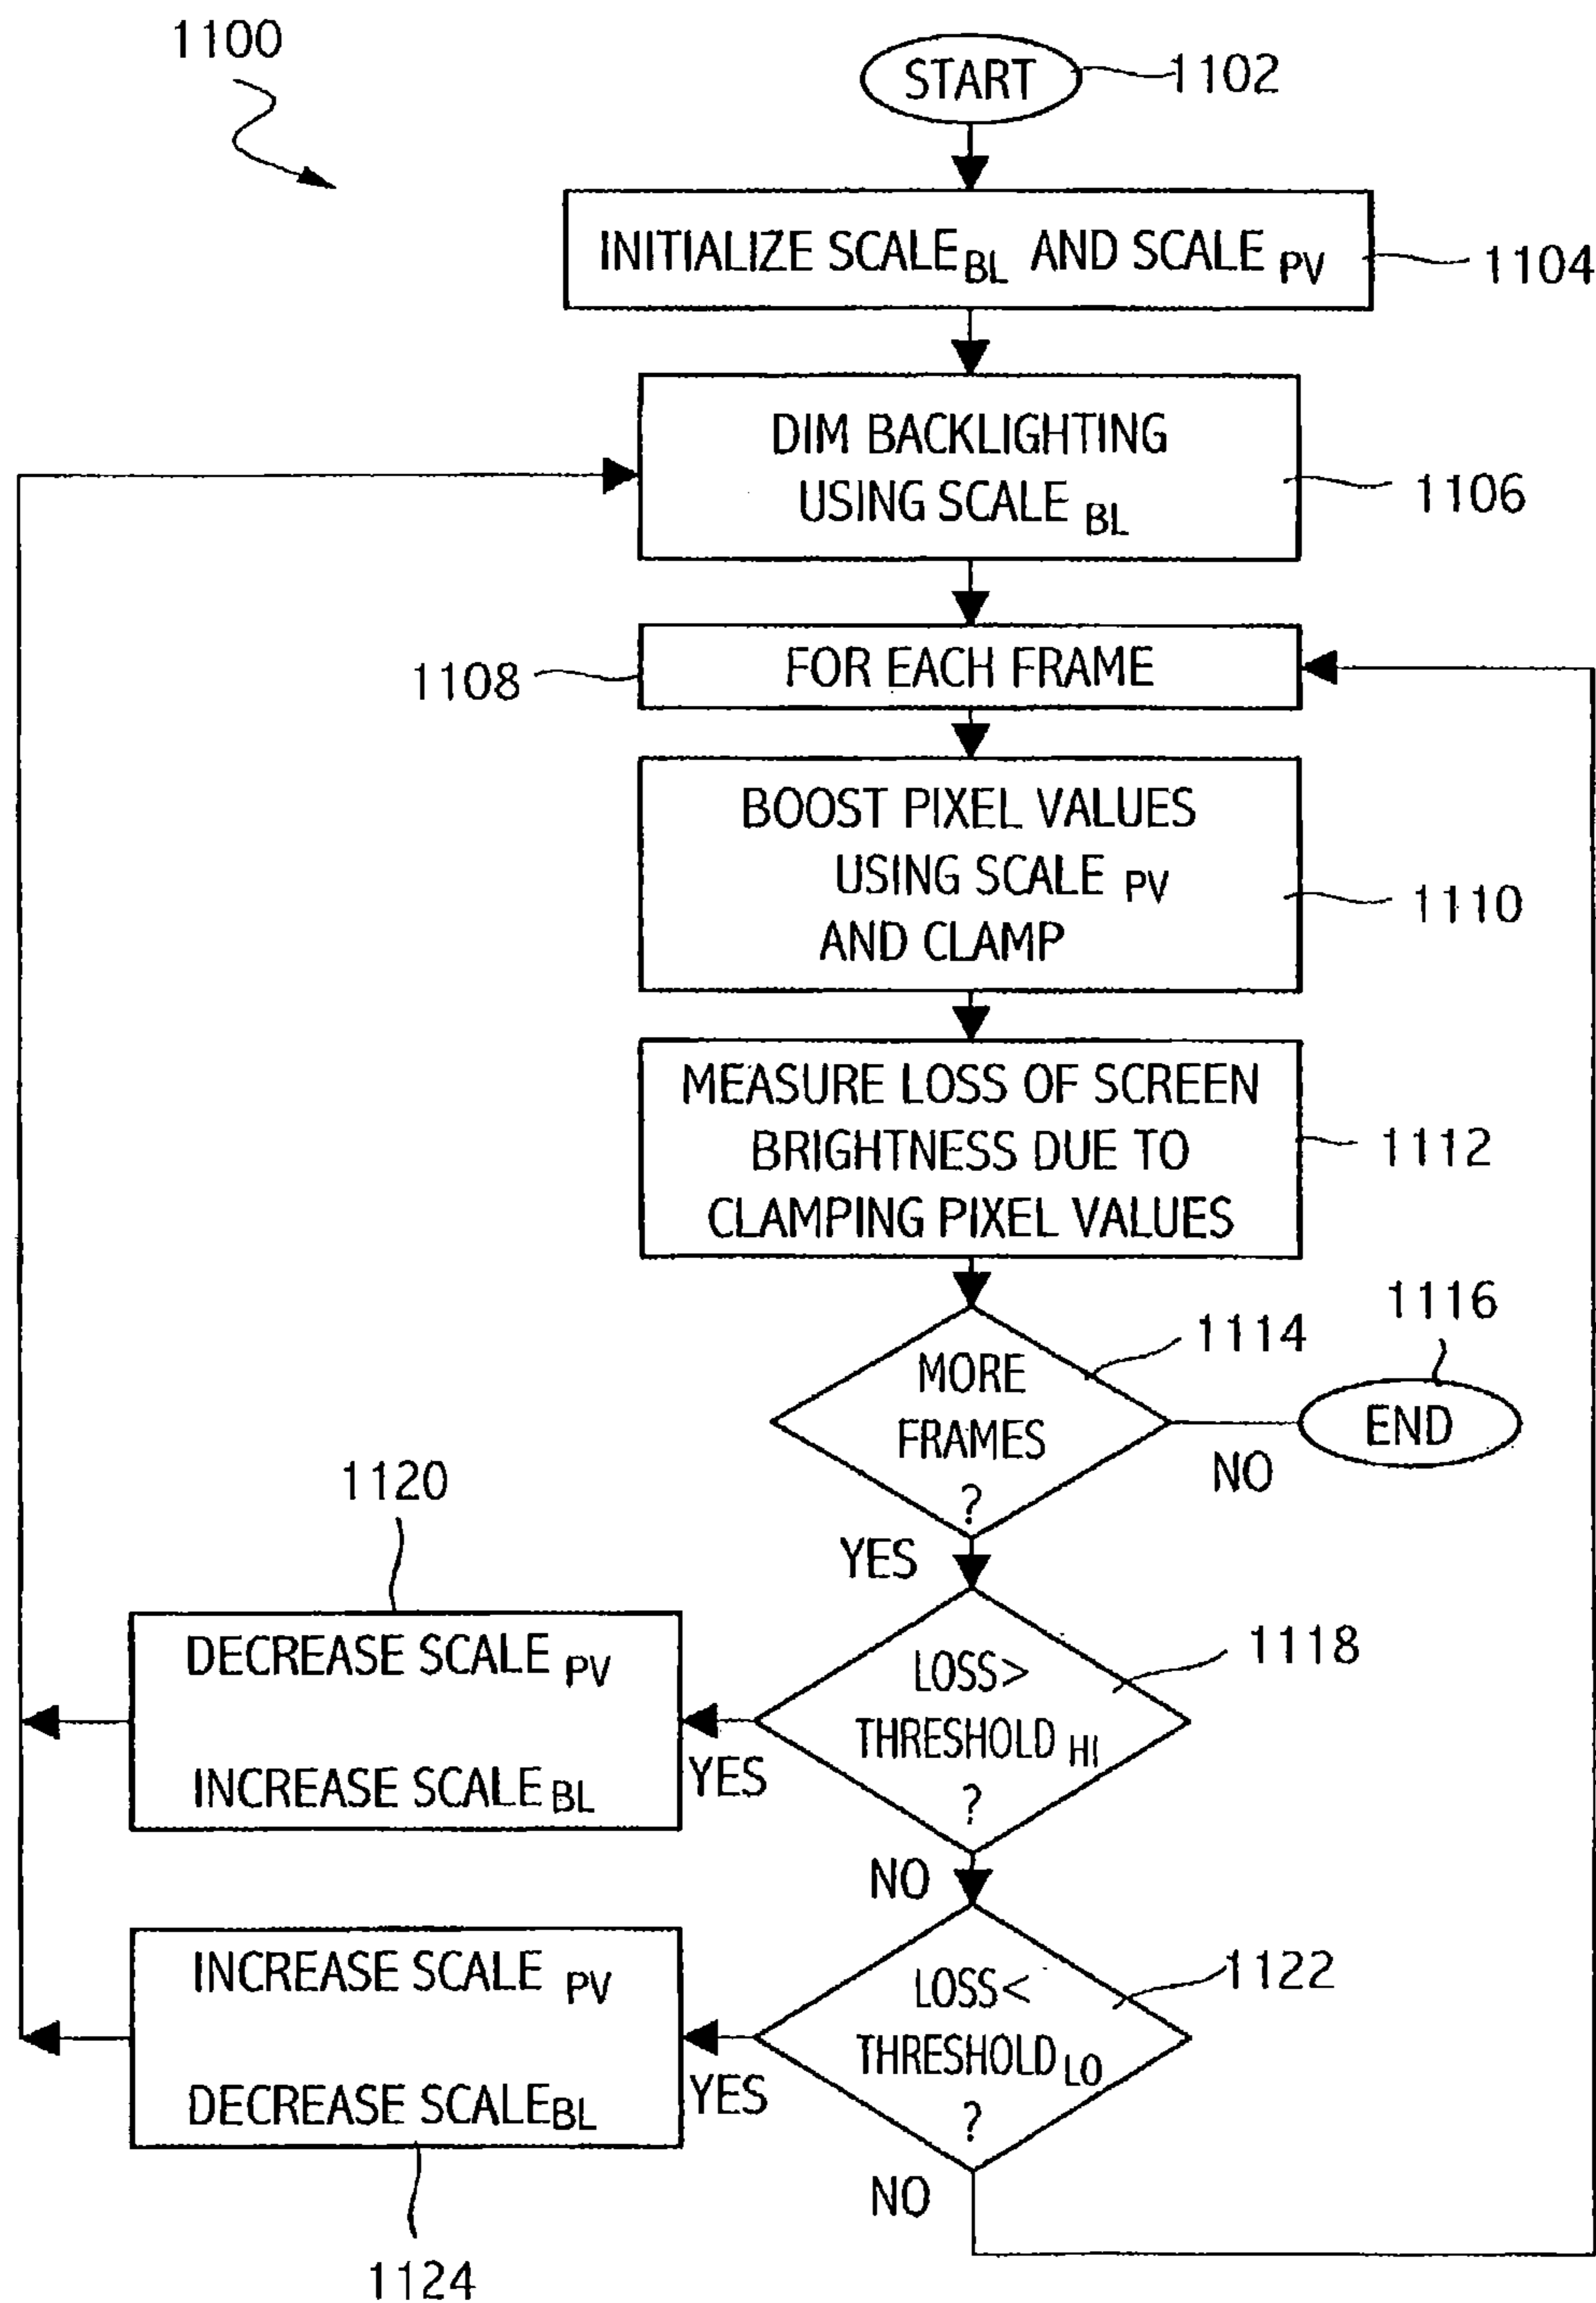 1100
START
1102
INITIALIZE SCALE BL AND SCALE PV
1104
DIM BACKLIGHTING
USING SCALE BL
1106
FOR EACH FRAME
1108
BOOST PIXEL VALUES
USING SCALE PV
AND CLAMP
1110
MEASURE LOSS OF SCREEN
BRIGHTNESS DUE TO
CLAMPING PIXEL VALUES
1112
MORE
FRAMES
?
1114
1116
END
NO
YES
1120
DECREASE SCALE PV
INCREASE SCALE BL
YES
LOSS>
THRESHOLD HI
?
1118
NO
INCREASE SCALE PV
DECREASE SCALE BL
1124
YES
LOSS<
THRESHOLD LO
?
1122
NO